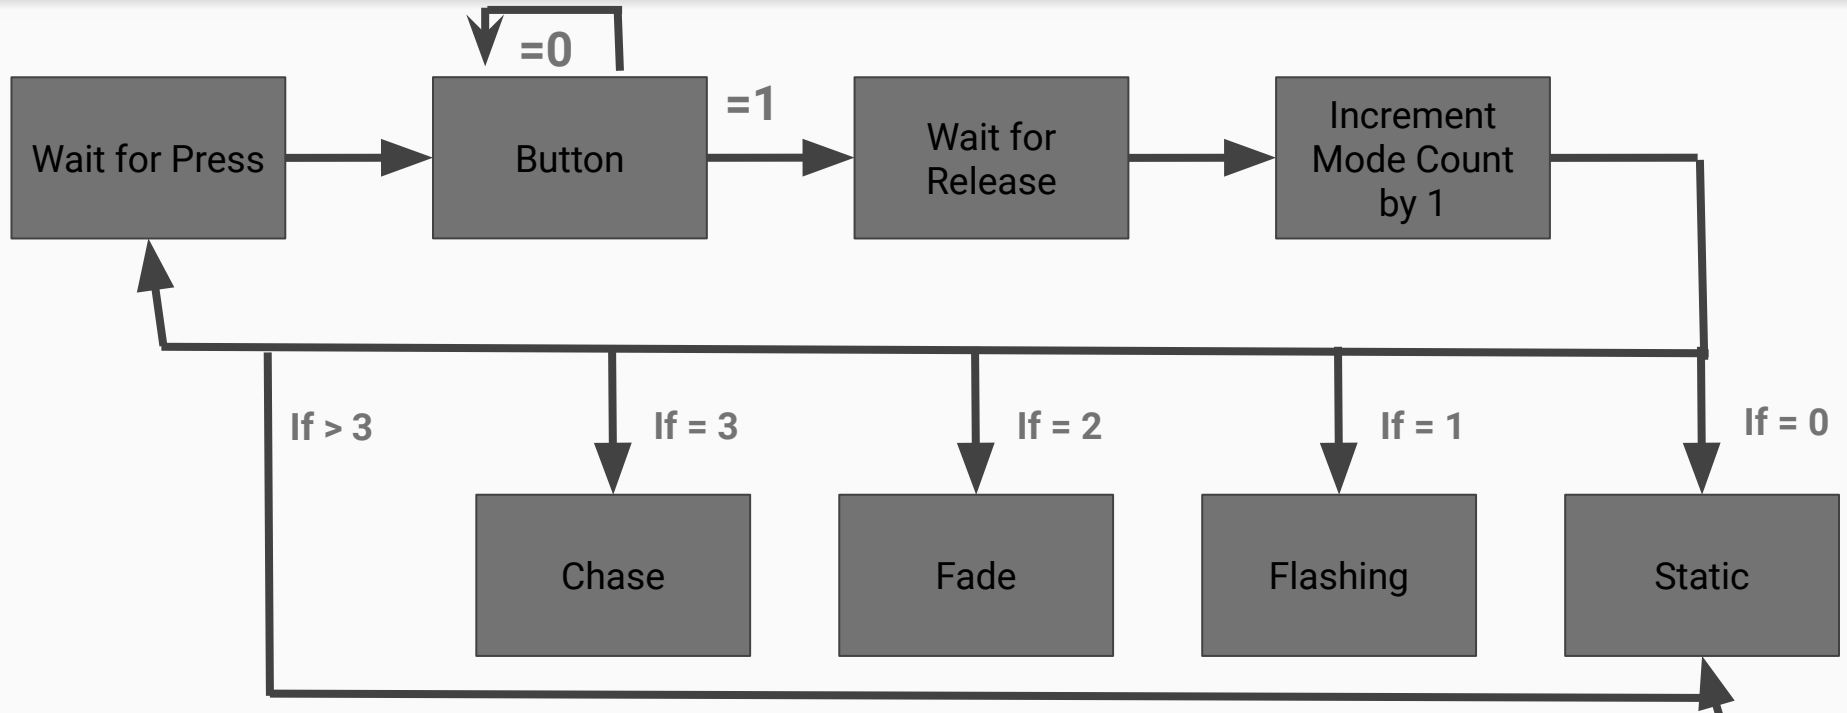 =0
=1
Wait for Press
Button
Wait for
Release
Increment
Mode Count
by 1
If > 3
If = 3
If = 2
If = 1
If = 0
Chase
Fade
Flashing
Static